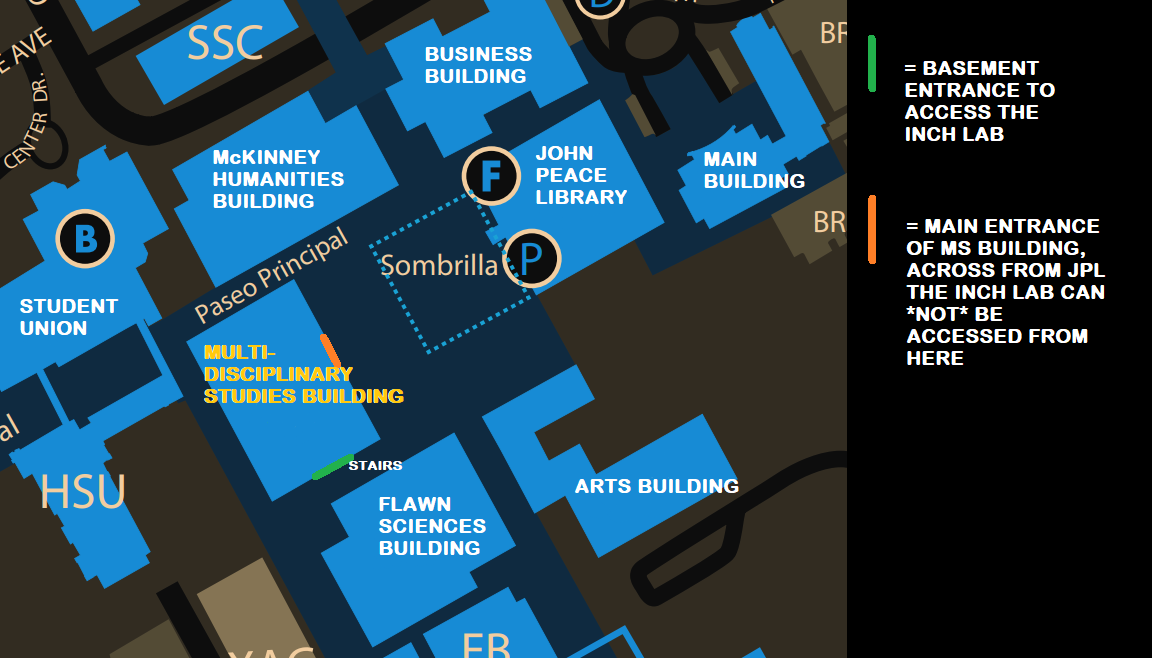 SSC
E AVE
CENTER DR.
BUSINESS
BUILDING
BR
McKINNEY
HUMANITIES
BUILDING
F
JOHN
PEACE
LIBRARY
MAIN
BUILDING
BR
B
Paseo Principal
Sombrilla
P
STUDENT
UNION
MULTI-
DISCIPLINARY
STUDIES BUILDING
al
HSU
STAIRS
FLAWN
SCIENCES
BUILDING
ARTS BUILDING
EB
= BASEMENT
ENTRANCE TO
ACCESS THE
INCH LAB
= MAIN ENTRANCE
OF MS BUILDING,
ACROSS FROM JPL
THE INCH LAB CAN
*NOT* BE
ACCESSED FROM
HERE